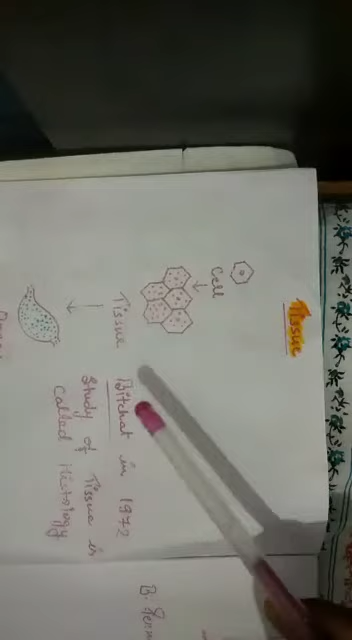 Tissue
Cell
Tissue
Bitchat in 1972
Study of Tissue is
called Histology